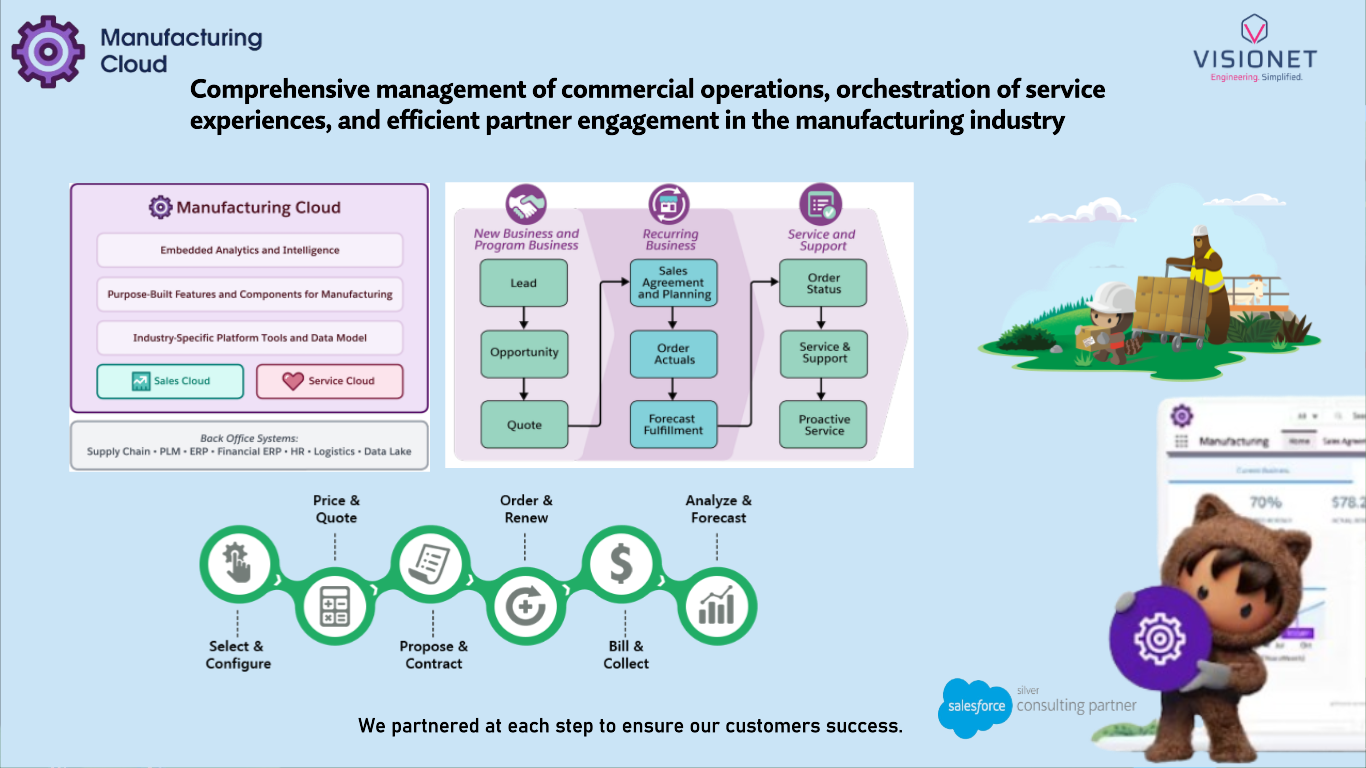 Manufacturing
Cloud
VISIONET
Engineering. Simplified.
Comprehensive management of commercial operations, orchestration of service
experiences, and efficient partner engagement in the manufacturing industry
Manufacturing Cloud
Embedded Analytics and Intelligence
Purpose-Built Features and Components for Manufacturing
Industry-Specific Platform Tools and Data Model
Sales Cloud
Service Cloud
Back Office Systems:
Supply Chain • PLM • ERP • Financial ERP • HR • Logistics • Data Lake
New Business and
Program Business
Lead
Opportunity
Quote
Recurring
Business
Sales
Agreement
and Planning
Order
Actuals
Forecast
Fulfillment
Service and
Support
Order
Status
Service &
Support
Proactive
Service
Select &
Configure
Price &
Quote
Propose &
Contract
Order &
Renew
Bill &
Collect
Analyze &
Forecast
We partnered at each step to ensure our customers success.
salesforce
silver
consulting partner
All
Manufacturing
Home
Current Business
70%
$78.2
Jul
Oct